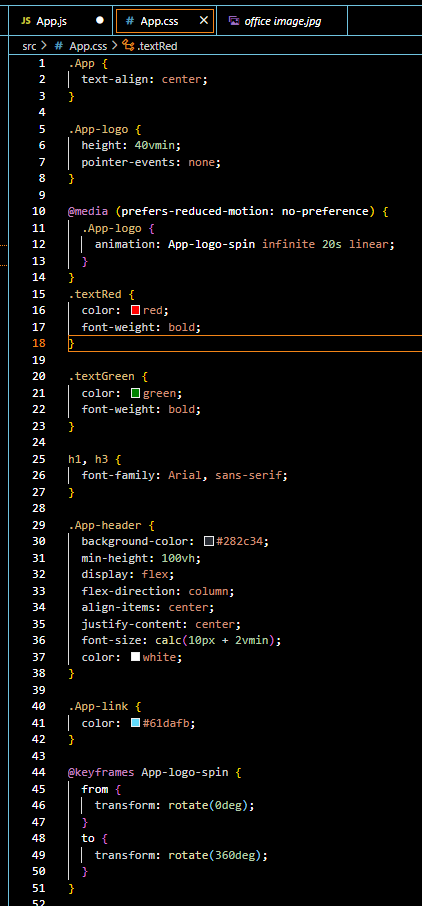 JS App.js
# App.css
office image.jpg
src > App.css > .textRed
1 .App {
2   text-align: center;
3 }
4
5 .App-logo {
6   height: 40vmin;
7   pointer-events: none;
8 }
9
10 @media (prefers-reduced-motion: no-preference) {
11   .App-logo {
12     animation: App-logo-spin infinite 20s linear;
13   }
14 }
15 .textRed {
16   color: red;
17   font-weight: bold;
18 }
19
20 .textGreen {
21   color: green;
22   font-weight: bold;
23 }
24
25 h1, h3 {
26   font-family: Arial, sans-serif;
27 }
28
29 .App-header {
30   background-color: #282c34;
31   min-height: 100vh;
32   display: flex;
33   flex-direction: column;
34   align-items: center;
35   justify-content: center;
36   font-size: calc(10px + 2vmin);
37   color: white;
38 }
39
40 .App-link {
41   color: #61dafb;
42 }
43
44 @keyframes App-logo-spin {
45   from {
46     transform: rotate(0deg);
47   }
48   to {
49     transform: rotate(360deg);
50   }
51 }
52